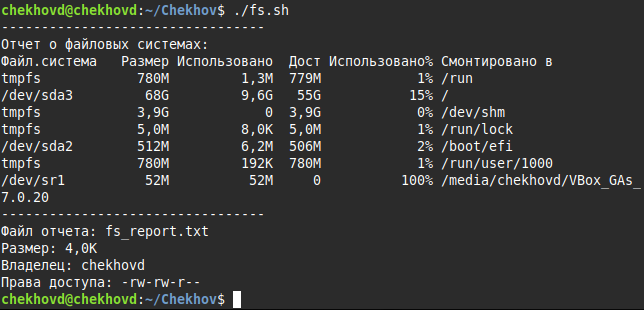 chekhovd@chekhovd:~/Chekhov$ ./fs.sh
---------------------------------
Отчет о файловых системах:
Файл.система   Размер Использовано  Дост Использовано% Cмонтировано в
tmpfs            780M         1,3M  779M            1% /run
/dev/sda3         68G         9,6G   55G           15% /
tmpfs            3,9G            0  3,9G            0% /dev/shm
tmpfs            5,0M         8,0K  5,0M            1% /run/lock
/dev/sda2        512M         6,2M  506M            2% /boot/efi
tmpfs            780M         192K  780M            1% /run/user/1000
/dev/sr1          52M          52M     0          100% /media/chekhovd/VBox_GAs_
7.0.20
---------------------------------
Файл отчета: fs_report.txt
Размер: 4,0K
Владелец: chekhovd
Права доступа: -rw-rw-r--
chekhovd@chekhovd:~/Chekhov$